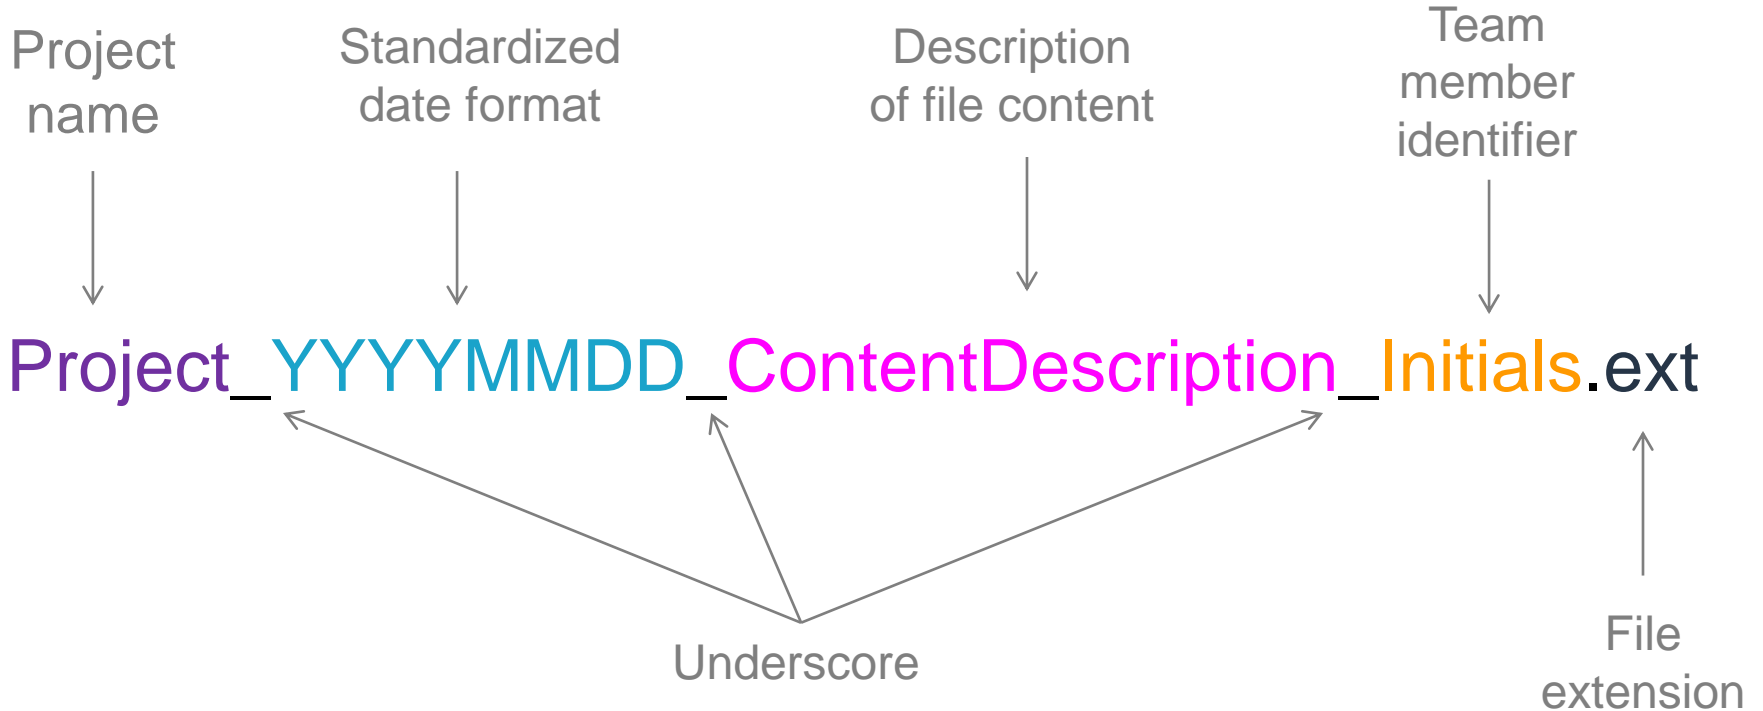 Project
name
Standardized
date format
Description
of file content
Team
member
identifier
Project_YYYYMMDD_ContentDescription_Initials.ext
Underscore
File
extension